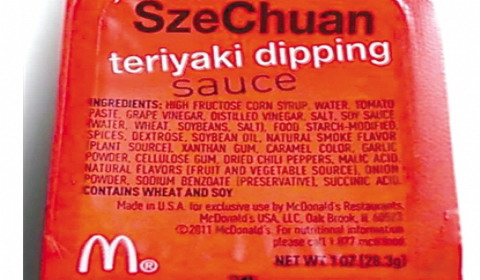 SzeChuan
teriyaki dipping
sauce
INGREDIENTS: HIGH FRUCTOSE CORN SYRUP, WATER, TOMATO
PASTE, GRAPE VINEGAR, DISTILLED VINEGAR, SALT, SOY SAUCE
(WATER, WHEAT, SOYBEANS, SALT), FOOD STARCH-MODIFIED,
SPICES, DEXTROSE, SOYBEAN OIL, NATURAL SMOKE FLAVOR
(PLANT SOURCE), XANTHAN GUM, CARAMEL COLOR, GARLIC
POWDER, CELLULOSE GUM, DRIED CHILI PEPPERS, MALIC ACID,
NATURAL FLAVORS (FRUIT AND VEGETABLE SOURCE), ONION
POWDER, SODIUM BENZOATE (PRESERVATIVE), SUCCINIC ACID.
CONTAINS WHEAT AND SOY
Made in U.S.A. for exclusive use by McDonald's Restaurants.
McDonald's USA, LLC, Oak Brook, IL 60523
©2011 McDonald's. For nutritional information
please call 1.877
NET WT 1 OZ (28.3g)
M®